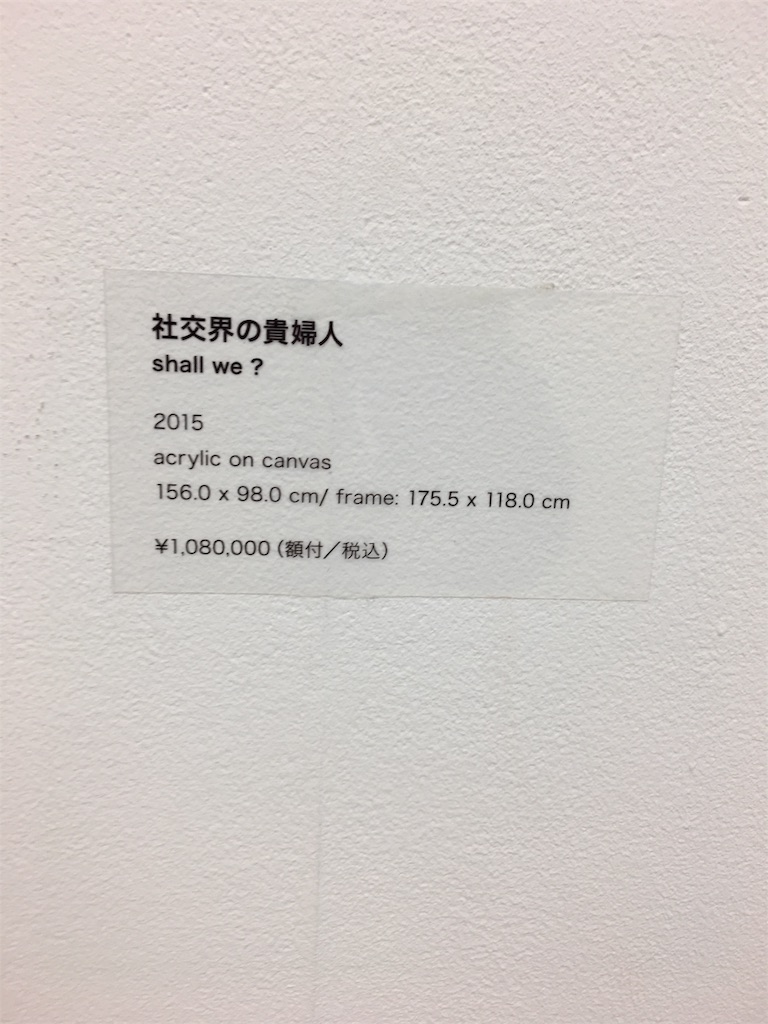 社交界の貴婦人
shall we ?
2015
acrylic on canvas
156.0 x 98.0 cm/ frame: 175.5 x 118.0 cm
¥1,080,000 (額付／税込)